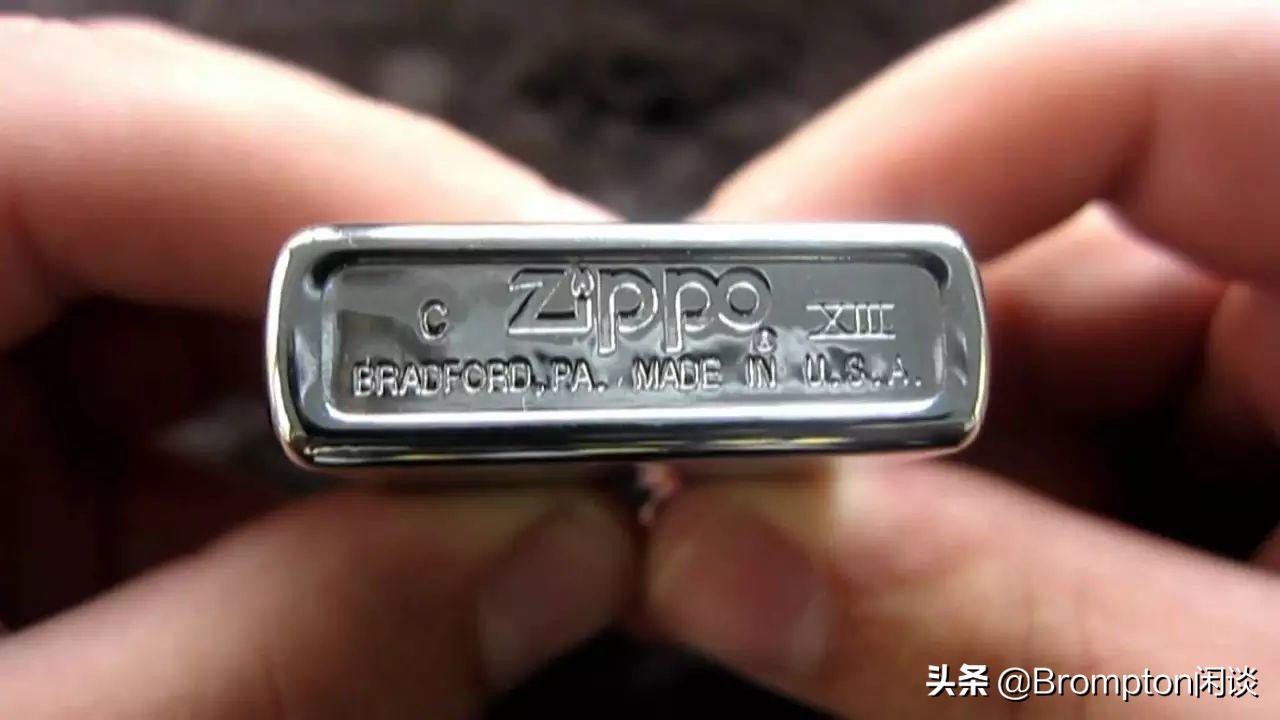 C Zippo XIII
®
BRADFORD,PA. MADE IN U.S.A.
头条 @Brompton闲谈